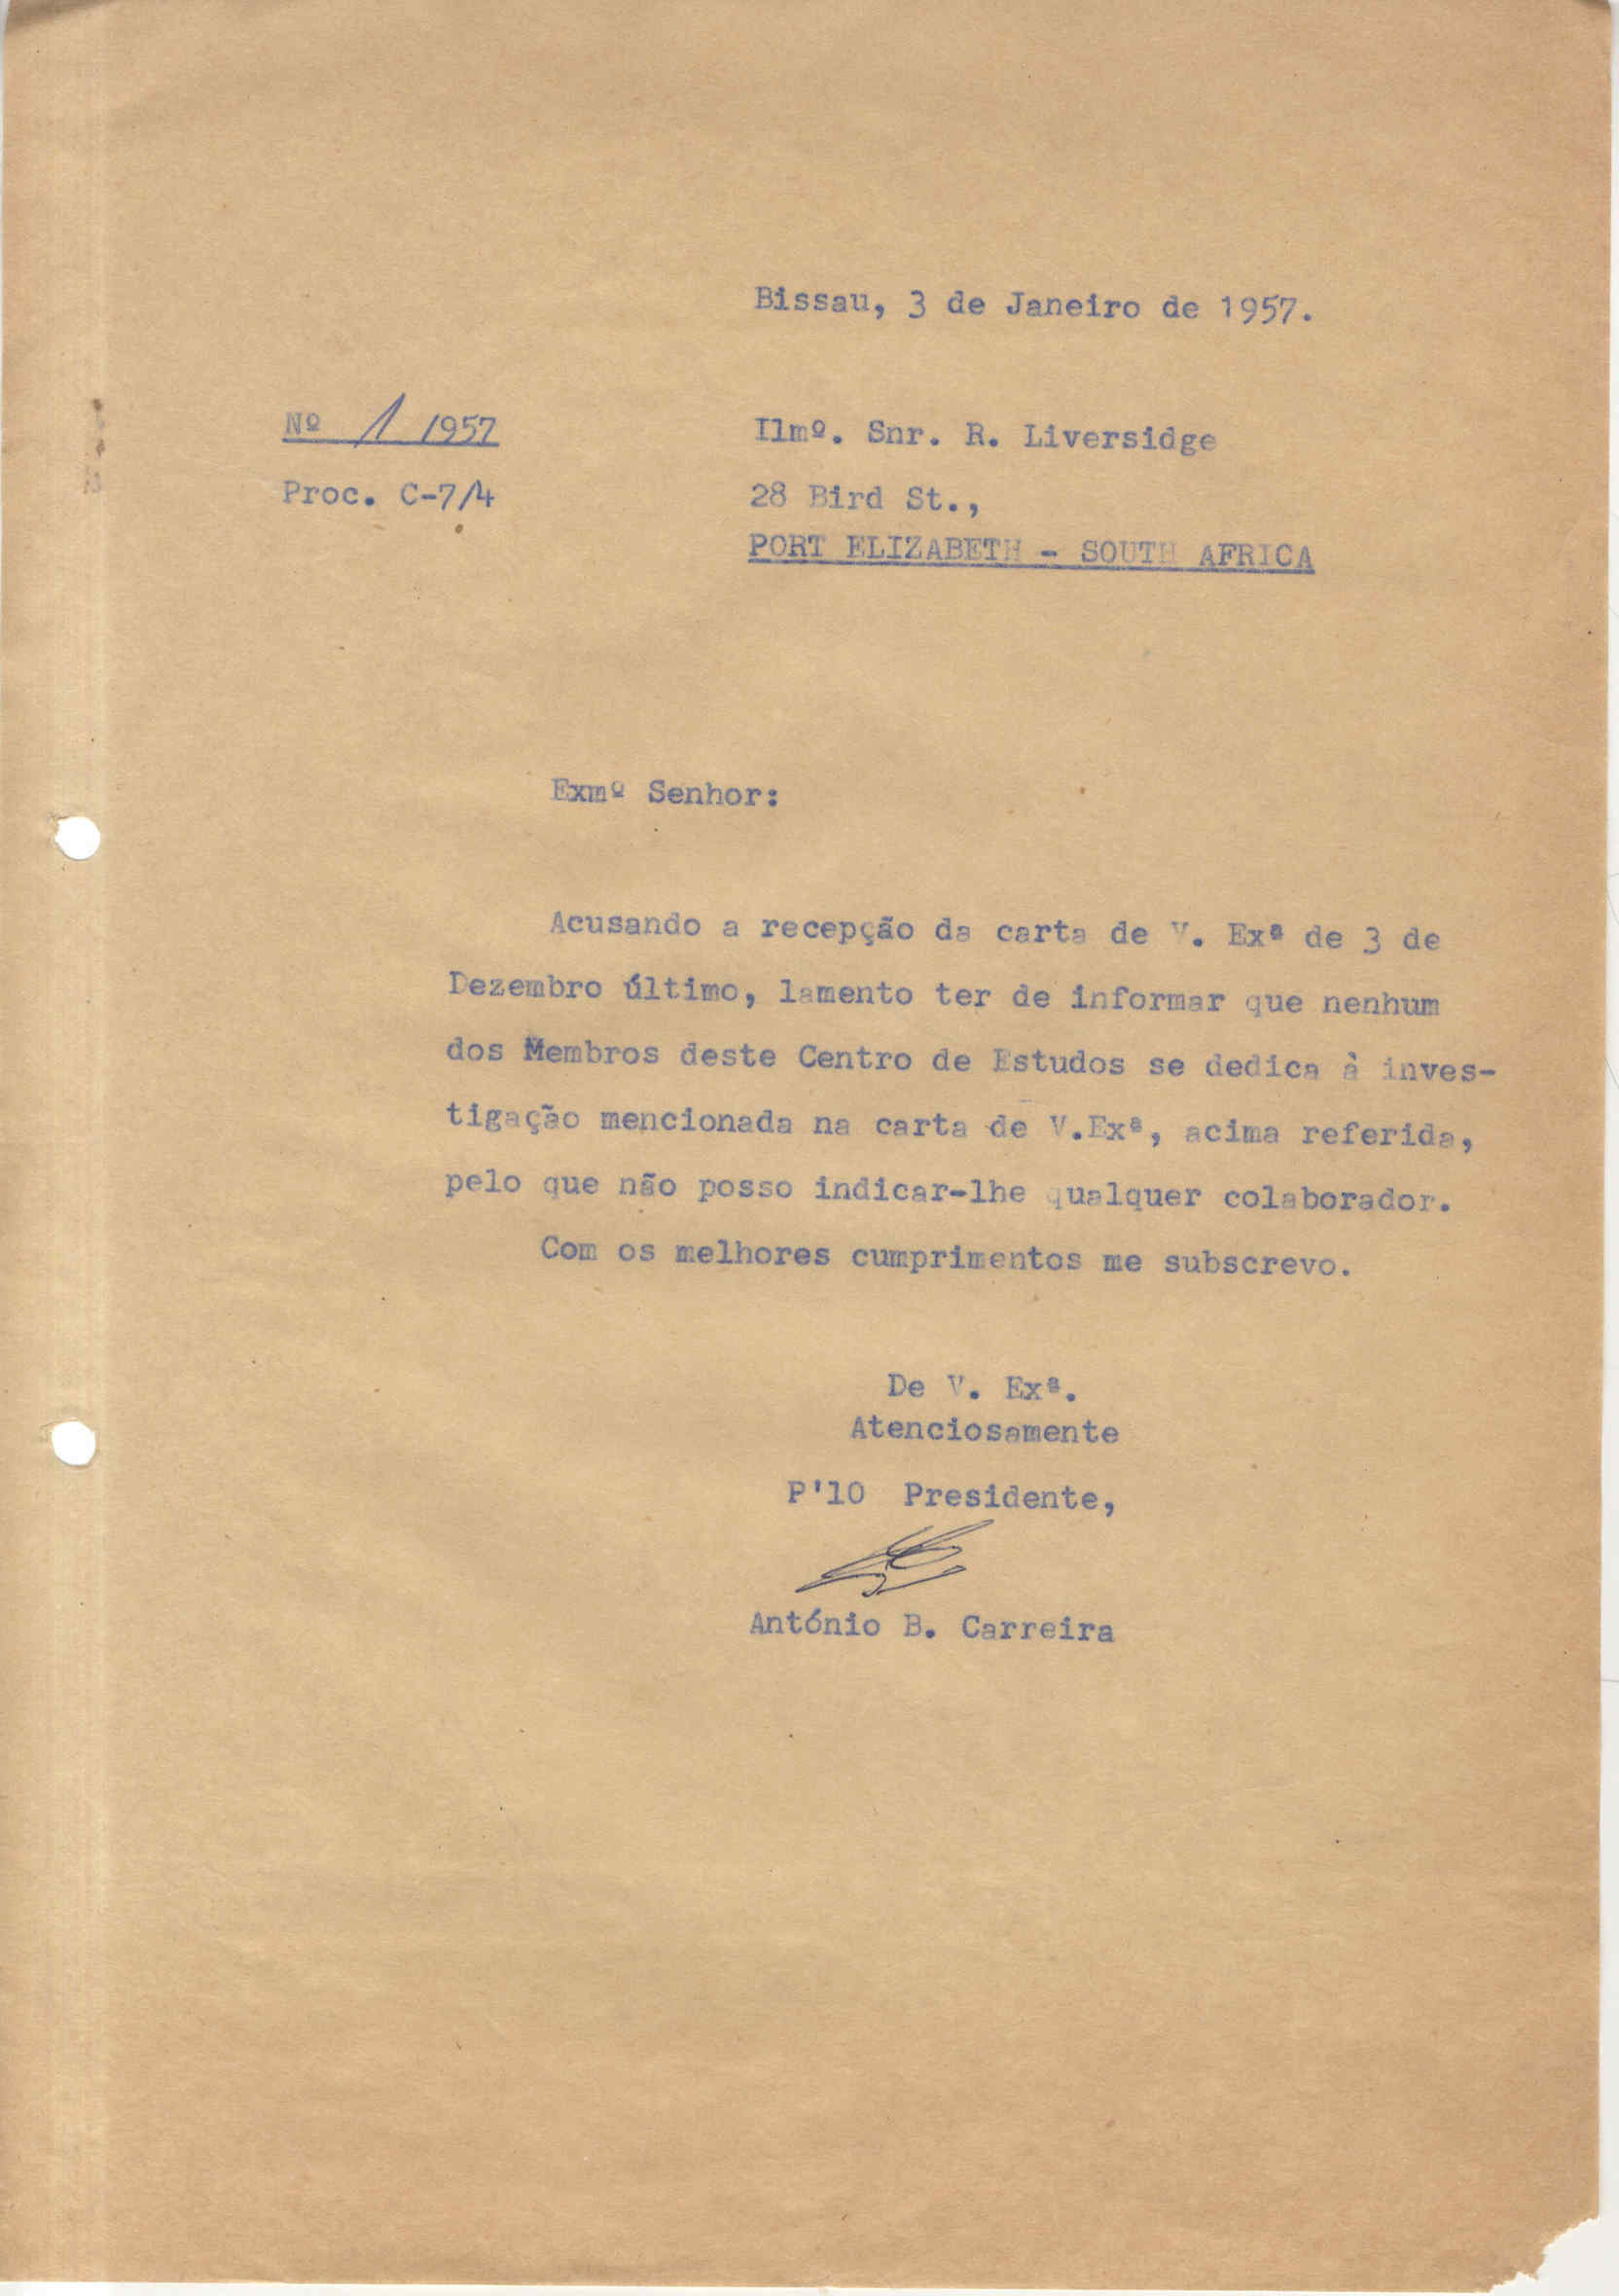 Bissau, 3 de Janeiro de 1957.
Nº 1 /1957
Proc. C-7/4
Ilmº. Snr. R. Liversidge
28 Bird St.,
PORT ELIZABETH - SOUTH AFRICA
Exmº Senhor:
Acusando a recepção da carta de V. Exª de 3 de
Dezembro último, lamento ter de informar que nenhum
dos Membros deste Centro de Estudos se dedica à inves-
tigação mencionada na carta de V.Exª, acima referida,
pelo que não posso indicar-lhe qualquer colaborador.
Com os melhores cumprimentos me subscrevo.
De V. Exª.
Atenciosamente
P'lO Presidente,
António B. Carreira